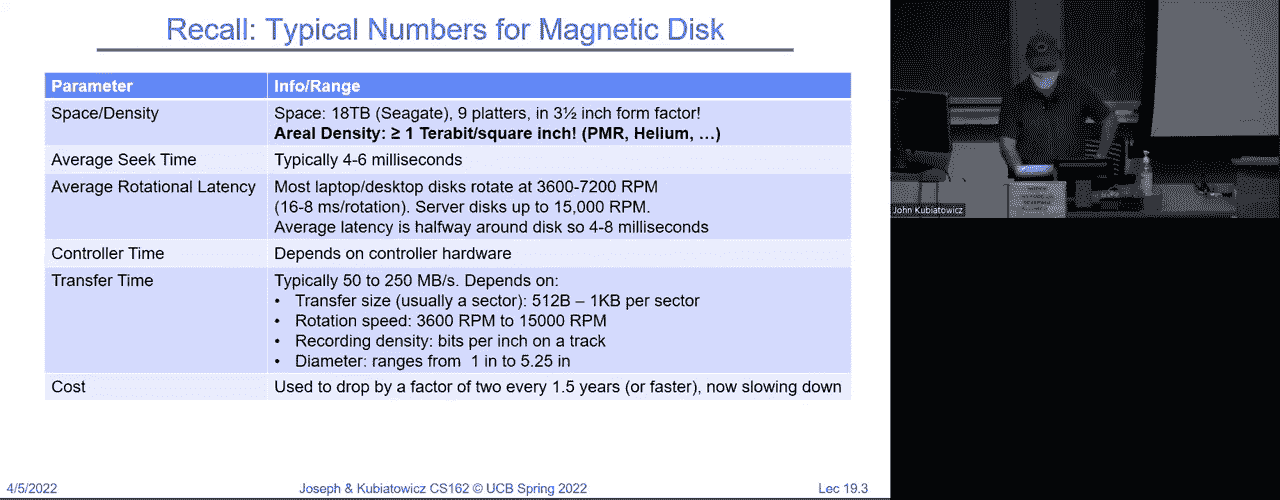 Recall: Typical Numbers for Magnetic Disk
Parameter Info/Range
Space/Density Space: 18TB (Seagate), 9 platters, in 3½ inch form factor!
Areal Density: ≥ 1 Terabit/square inch! (PMR, Helium, …)
Average Seek Time Typically 4-6 milliseconds
Average Rotational Latency Most laptop/desktop disks rotate at 3600-7200 RPM
(16-8 ms/rotation). Server disks up to 15,000 RPM.
Average latency is halfway around disk so 4-8 milliseconds
Controller Time Depends on controller hardware
Transfer Time Typically 50 to 250 MB/s. Depends on:
• Transfer size (usually a sector): 512B – 1KB per sector
• Rotation speed: 3600 RPM to 15000 RPM
• Recording density: bits per inch on a track
• Diameter: ranges from 1 in to 5.25 in
Cost Used to drop by a factor of two every 1.5 years (or faster), now slowing down
4/5/2022 Joseph & Kubiatowicz CS162 © UCB Spring 2022 Lec 19.3
John Kubiatowicz